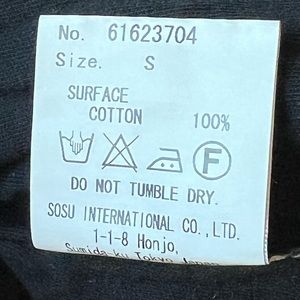 No. 61623704
Size. S
SURFACE
COTTON 100%
F
DO NOT TUMBLE DRY.
SOSU INTERNATIONAL CO., LTD.
1-1-8 Honjo,
Sumida-ku Tokyo Japan